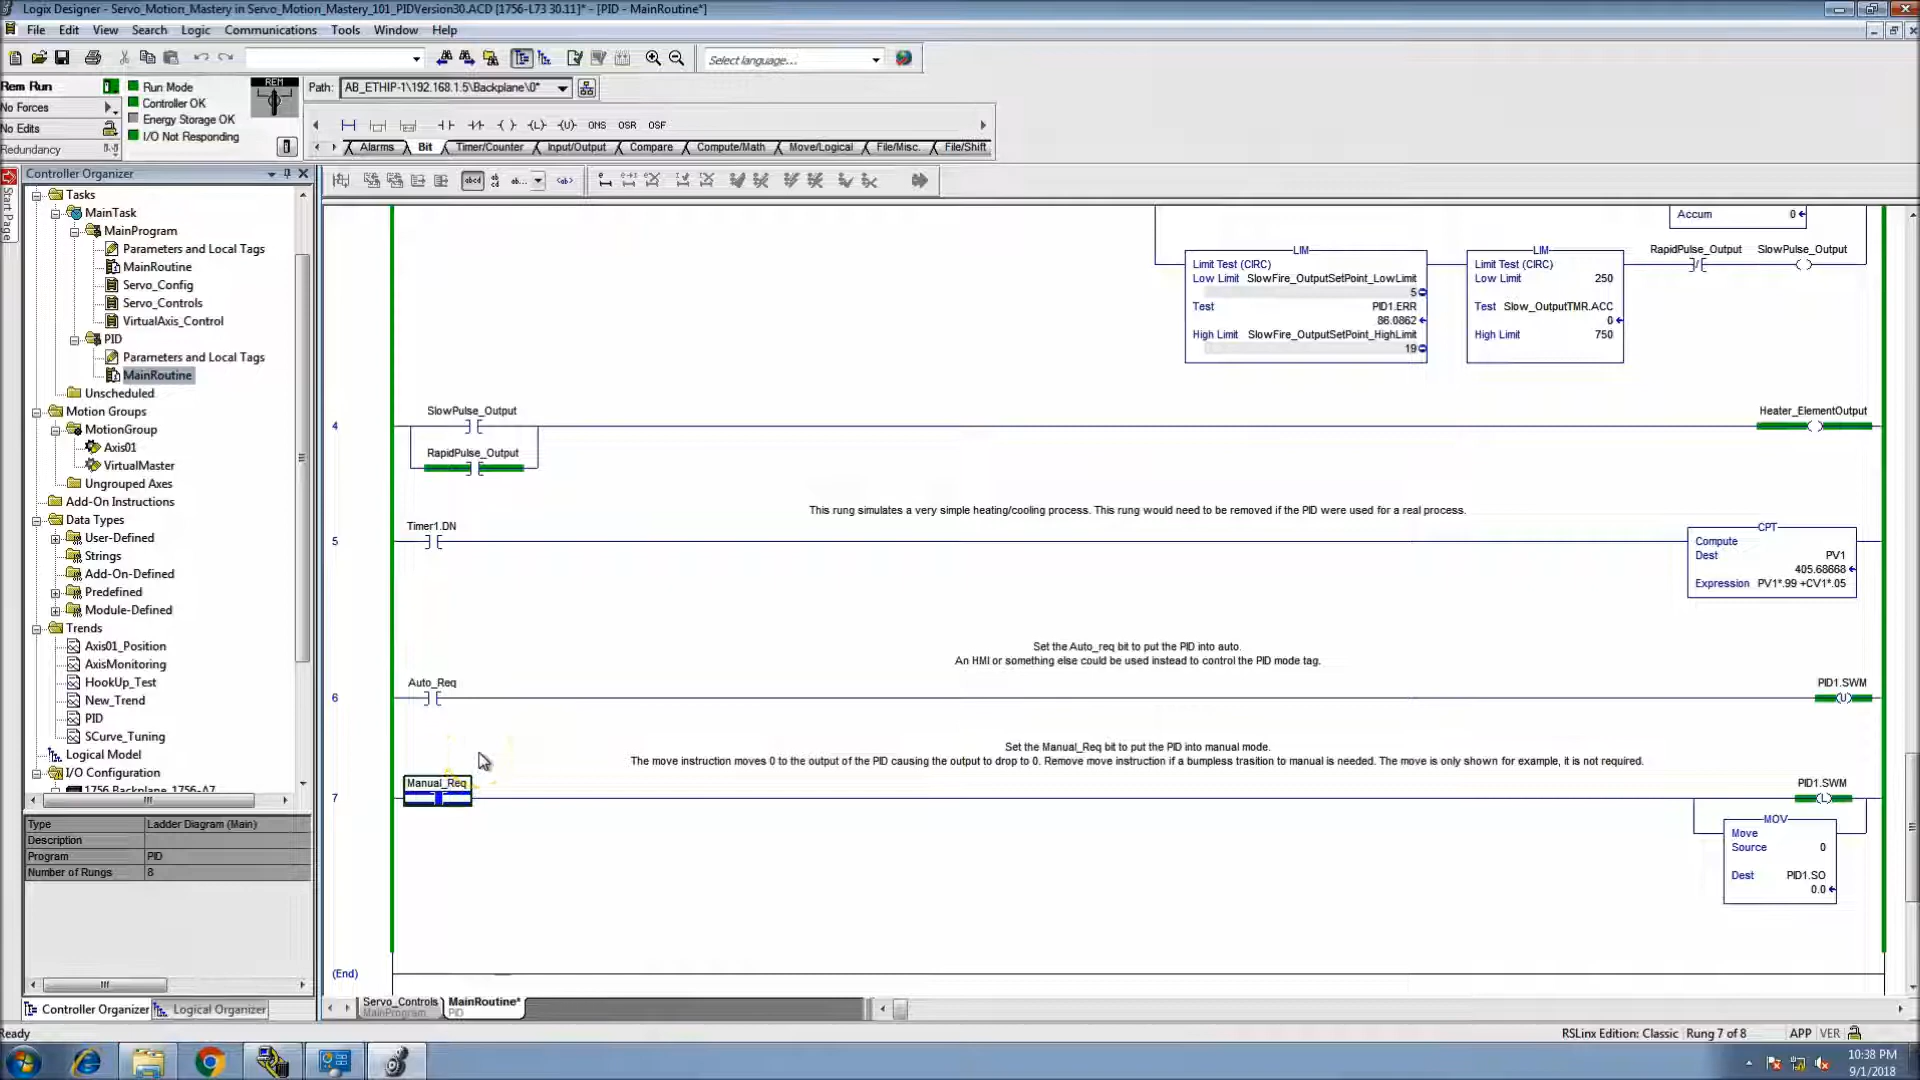 Logix Designer - Servo_Motion_Mastery in Servo_Motion_Mastery_101_PIDVersion30.ACD [1756-L73 30.11]* - [PID - MainRoutine*]
File Edit View Search Logic Communications Tools Window Help
Select language...
Rem Run
No Forces
No Edits
Redundancy
Run Mode
Controller OK
Energy Storage OK
I/O Not Responding
REM
Path: AB_ETHIP-1\192.168.1.5\Backplane\0*
ONS OSR OSF
Alarms Bit Timer/Counter Input/Output Compare Compute/Math Move/Logical File/Misc. File/Shift
Start Page
Controller Organizer
Tasks
MainTask
MainProgram
Parameters and Local Tags
MainRoutine
Servo_Config
Servo_Controls
VirtualAxis_Control
PID
Parameters and Local Tags
MainRoutine
Unscheduled
Motion Groups
MotionGroup
Axis01
VirtualMaster
Ungrouped Axes
Add-On Instructions
Data Types
User-Defined
Strings
Add-On-Defined
Predefined
Module-Defined
Trends
Axis01_Position
AxisMonitoring
HookUp_Test
New_Trend
PID
SCurve_Tuning
Logical Model
I/O Configuration
1756 Backplane, 1756-A7
Type Ladder Diagram (Main)
Description
Program PID
Number of Rungs 8
Controller Organizer Logical Organizer
Accum 0
LIM
Limit Test (CIRC)
Low Limit SlowFire_OutputSetPoint_LowLimit
5
Test PID1.ERR
86.0862
High Limit SlowFire_OutputSetPoint_HighLimit
19
LIM
Limit Test (CIRC)
Low Limit 250
Test Slow_OutputTMR.ACC
0
High Limit 750
RapidPulse_Output SlowPulse_Output
4
SlowPulse_Output
RapidPulse_Output
Heater_ElementOutput
This rung simulates a very simple heating/cooling process. This rung would need to be removed if the PID were used for a real process.
5
Timer1.DN
CPT
Compute
Dest PV1
405.68668
Expression PV1*.99 +CV1*.05
Set the Auto_req bit to put the PID into auto.
An HMI or something else could be used instead to control the PID mode tag.
6
Auto_Req
PID1.SWM
U
Set the Manual_Req bit to put the PID into manual mode.
The move instruction moves 0 to the output of the PID causing the output to drop to 0. Remove move instruction if a bumpless trasition to manual is needed. The move is only shown for example, it is not required.
7
Manual_Req
PID1.SWM
L
MOV
Move
Source 0
Dest PID1.SO
0.0
(End)
Servo_Controls
MainProgram
MainRoutine*
PID
Ready
RSLinx Edition: Classic Rung 7 of 8 APP VER
10:38 PM
9/1/2018